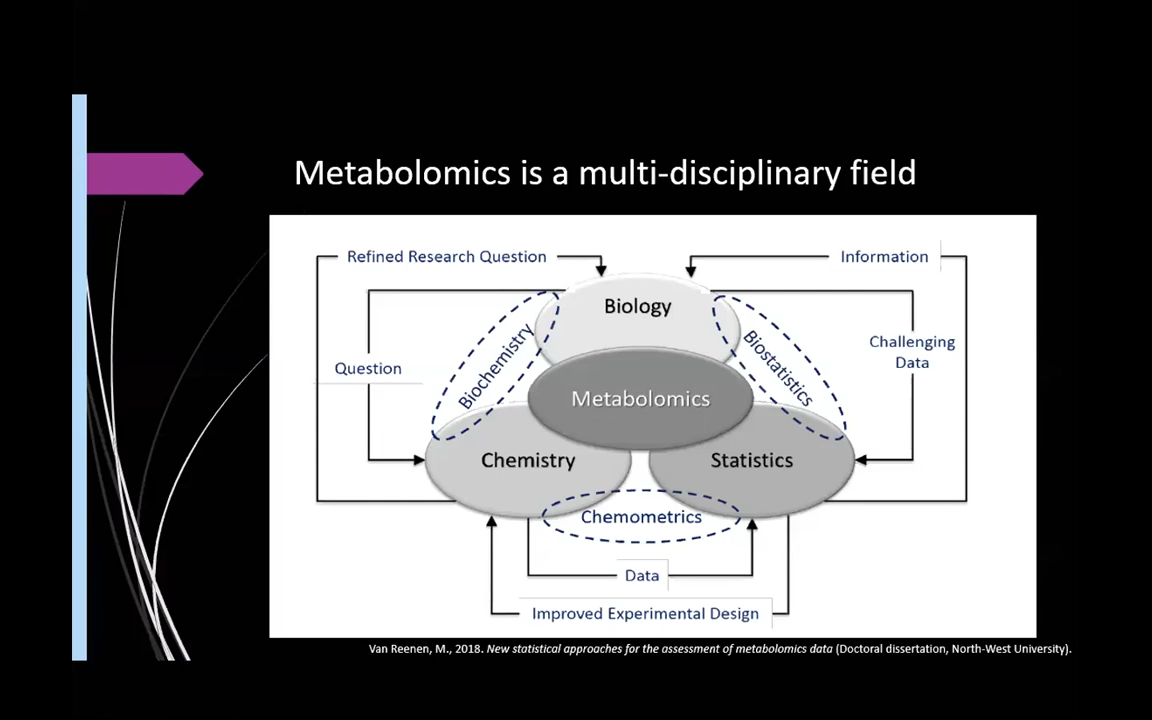 Metabolomics is a multi-disciplinary field
Refined Research Question
Information
Biology
Challenging
Data
Question
Biochemistry
Biostatistics
Metabolomics
Chemistry
Statistics
Chemometrics
Data
Improved Experimental Design
Van Reenen, M., 2018. New statistical approaches for the assessment of metabolomics data (Doctoral dissertation, North-West University).